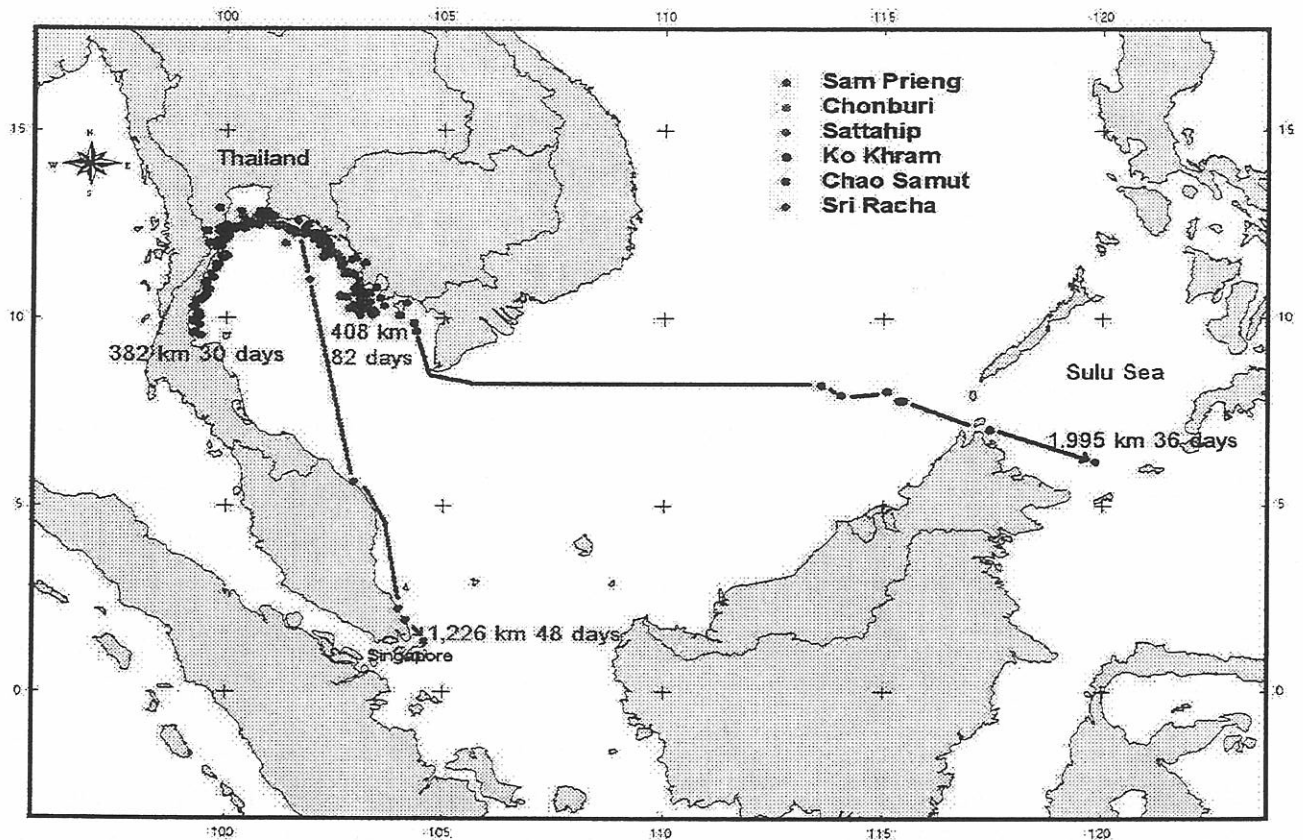 100 105 110 115 120
Sam Prieng
Chonburi
Sattahip
Ko Khram
Chao Samut
Sri Racha
15 15
N
W E
S
Thailand
10 10
408 km
82 days
382 km 30 days
Sulu Sea
1,995 km 36 days
5 5
1,226 km 48 days
Singapore
0 0
100 105 110 115 120